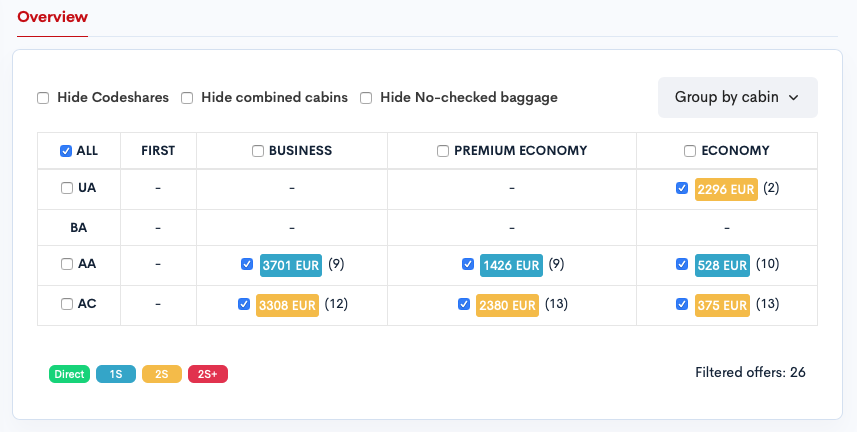 Overview
Hide Codeshares Hide combined cabins Hide No-checked baggage Group by cabin
ALL FIRST BUSINESS PREMIUM ECONOMY ECONOMY
UA - - - 2296 EUR (2)
BA - - - -
AA - 3701 EUR (9) 1426 EUR (9) 528 EUR (10)
AC - 3308 EUR (12) 2380 EUR (13) 375 EUR (13)
Direct 1S 2S 2S+ Filtered offers: 26